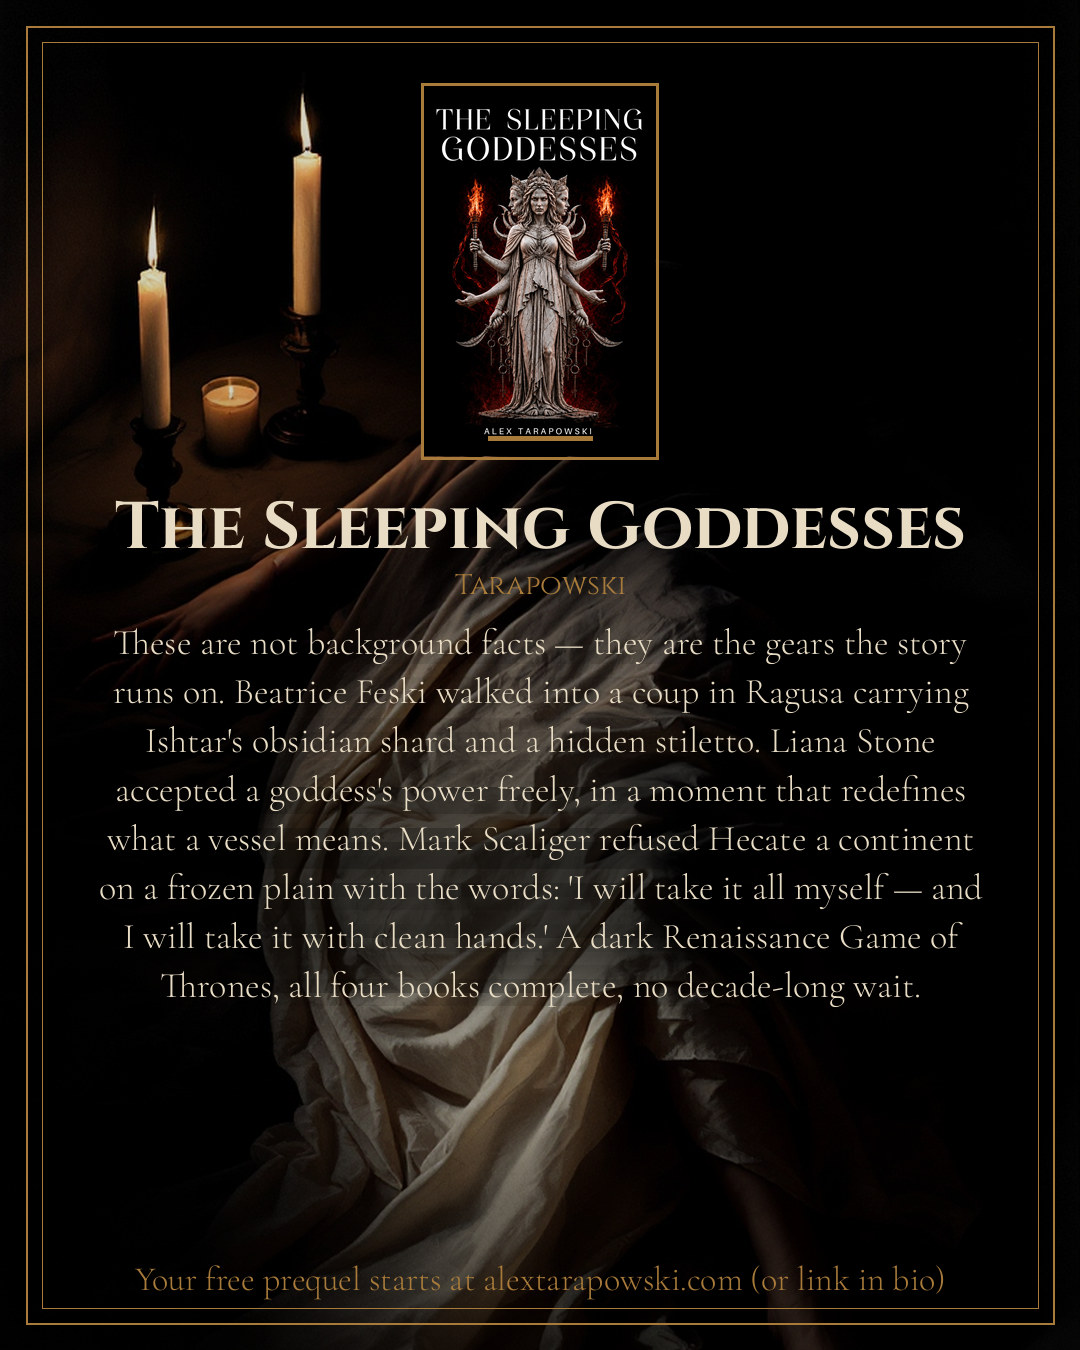 THE SLEEPING
GODDESSES
ALEX TARAPOWSKI
THE SLEEPING GODDESSES
TARAPOWSKI
These are not background facts — they are the gears the story
runs on. Beatrice Feski walked into a coup in Ragusa carrying
Ishtar's obsidian shard and a hidden stiletto. Liana Stone
accepted a goddess's power freely, in a moment that redefines
what a vessel means. Mark Scaliger refused Hecate a continent
on a frozen plain with the words: 'I will take it all myself — and
I will take it with clean hands.' A dark Renaissance Game of
Thrones, all four books complete, no decade-long wait.
Your free prequel starts at alextarapowski.com (or link in bio)